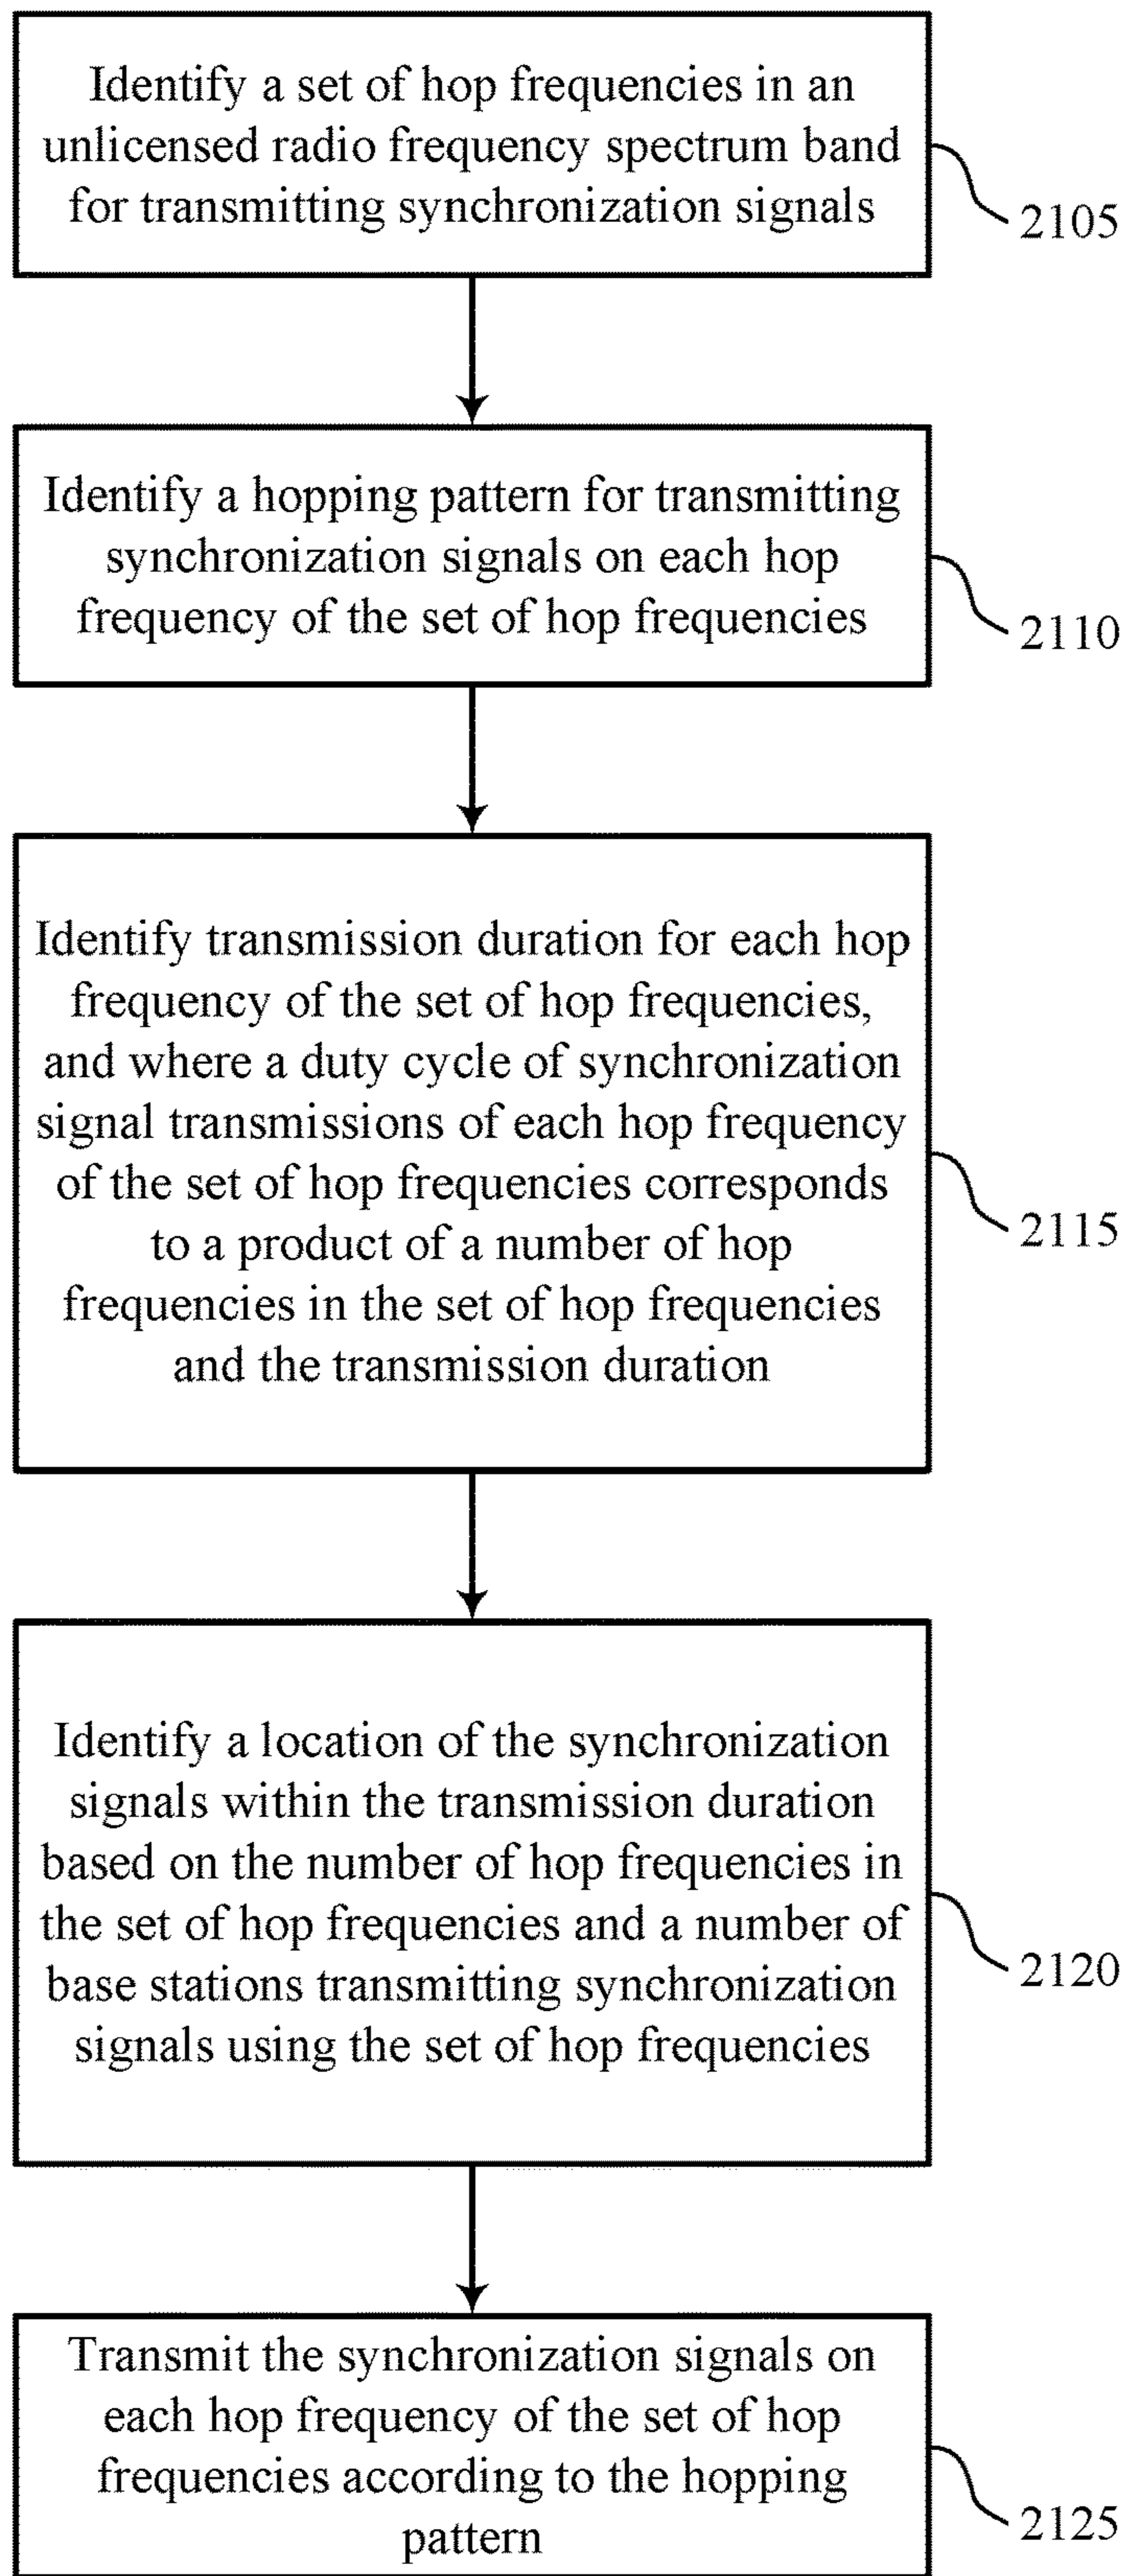 Identify a set of hop frequencies in an
unlicensed radio frequency spectrum band
for transmitting synchronization signals
2105
Identify a hopping pattern for transmitting
synchronization signals on each hop
frequency of the set of hop frequencies
2110
Identify transmission duration for each hop
frequency of the set of hop frequencies,
and where a duty cycle of synchronization
signal transmissions of each hop frequency
of the set of hop frequencies corresponds
to a product of a number of hop
frequencies in the set of hop frequencies
and the transmission duration
2115
Identify a location of the synchronization
signals within the transmission duration
based on the number of hop frequencies in
the set of hop frequencies and a number of
base stations transmitting synchronization
signals using the set of hop frequencies
2120
Transmit the synchronization signals on
each hop frequency of the set of hop
frequencies according to the hopping
pattern
2125